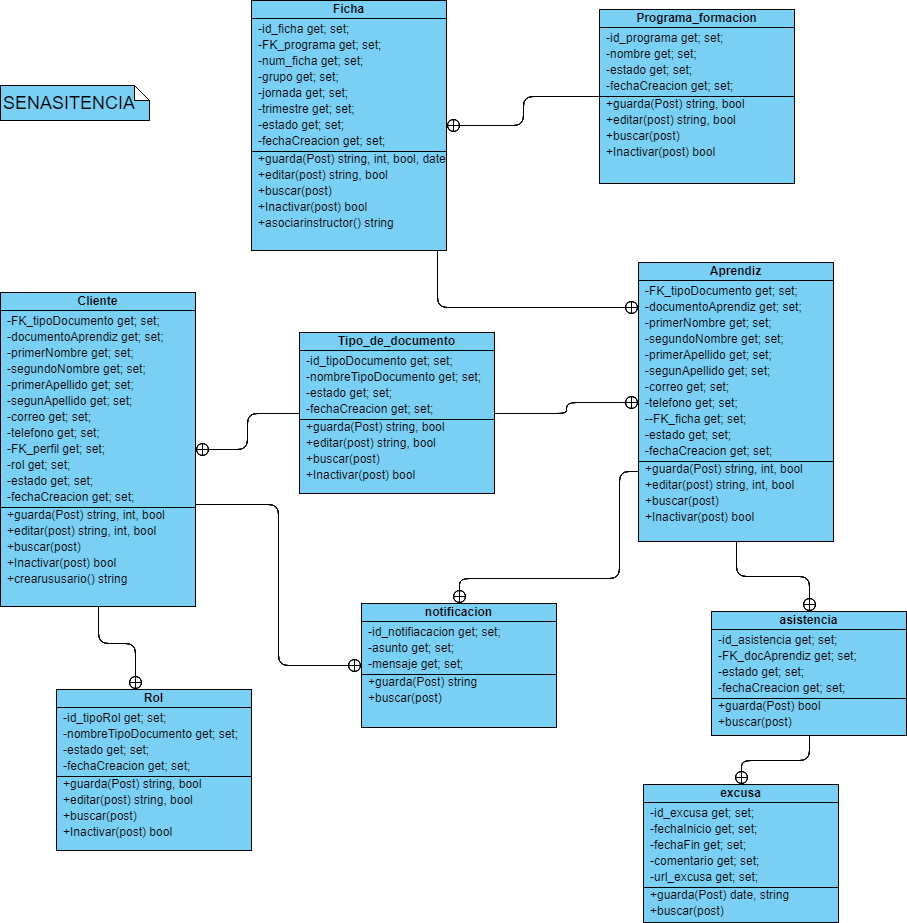 SENASITENCIA
Ficha
-id_ficha get; set;
-FK_programa get; set;
-num_ficha get; set;
-grupo get; set;
-jornada get; set;
-trimestre get; set;
-estado get; set;
-fechaCreacion get; set;
+guarda(Post) string, int, bool, date
+editar(post) string, bool
+buscar(post)
+Inactivar(post) bool
+asociarinstructor() string
Programa_formacion
-id_programa get; set;
-nombre get; set;
-estado get; set;
-fechaCreacion get; set;
+guarda(Post) string, bool
+editar(post) string, bool
+buscar(post)
+Inactivar(post) bool
Cliente
-FK_tipoDocumento get; set;
-documentoAprendiz get; set;
-primerNombre get; set;
-segundoNombre get; set;
-primerApellido get; set;
-segunApellido get; set;
-correo get; set;
-telefono get; set;
-FK_perfil get; set;
-rol get; set;
-estado get; set;
-fechaCreacion get; set;
+guarda(Post) string, int, bool
+editar(post) string, int, bool
+buscar(post)
+Inactivar(post) bool
+crearususario() string
Tipo_de_documento
-id_tipoDocumento get; set;
-nombreTipoDocumento get; set;
-estado get; set;
-fechaCreacion get; set;
+guarda(Post) string, bool
+editar(post) string, bool
+buscar(post)
+Inactivar(post) bool
Aprendiz
-FK_tipoDocumento get; set;
-documentoAprendiz get; set;
-primerNombre get; set;
-segundoNombre get; set;
-primerApellido get; set;
-segunApellido get; set;
-correo get; set;
-telefono get; set;
--FK_ficha get; set;
-estado get; set;
-fechaCreacion get; set;
+guarda(Post) string, int, bool
+editar(post) string, int, bool
+buscar(post)
+Inactivar(post) bool
notificacion
-id_notifiacacion get; set;
-asunto get; set;
-mensaje get; set;
+guarda(Post) string
+buscar(post)
asistencia
-id_asistencia get; set;
-FK_docAprendiz get; set;
-estado get; set;
-fechaCreacion get; set;
+guarda(Post) bool
+buscar(post)
Rol
-id_tipoRol get; set;
-nombreTipoDocumento get; set;
-estado get; set;
-fechaCreacion get; set;
+guarda(Post) string, bool
+editar(post) string, bool
+buscar(post)
+Inactivar(post) bool
excusa
-id_excusa get; set;
-fechaInicio get; set;
-fechaFin get; set;
-comentario get; set;
-url_excusa get; set;
+guarda(Post) date, string
+buscar(post)